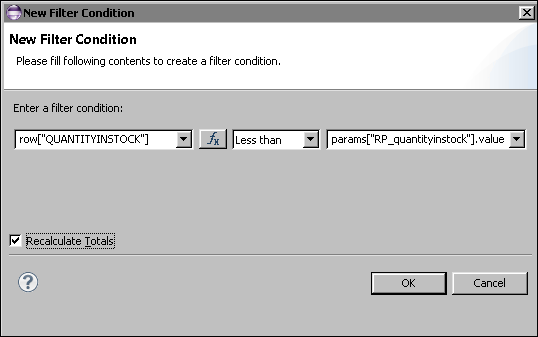 New Filter Condition
New Filter Condition
Please fill following contents to create a filter condition.
Enter a filter condition:
row["QUANTITYINSTOCK"] fx Less than params["RP_quantityinstock"].value
Recalculate Totals
? OK Cancel